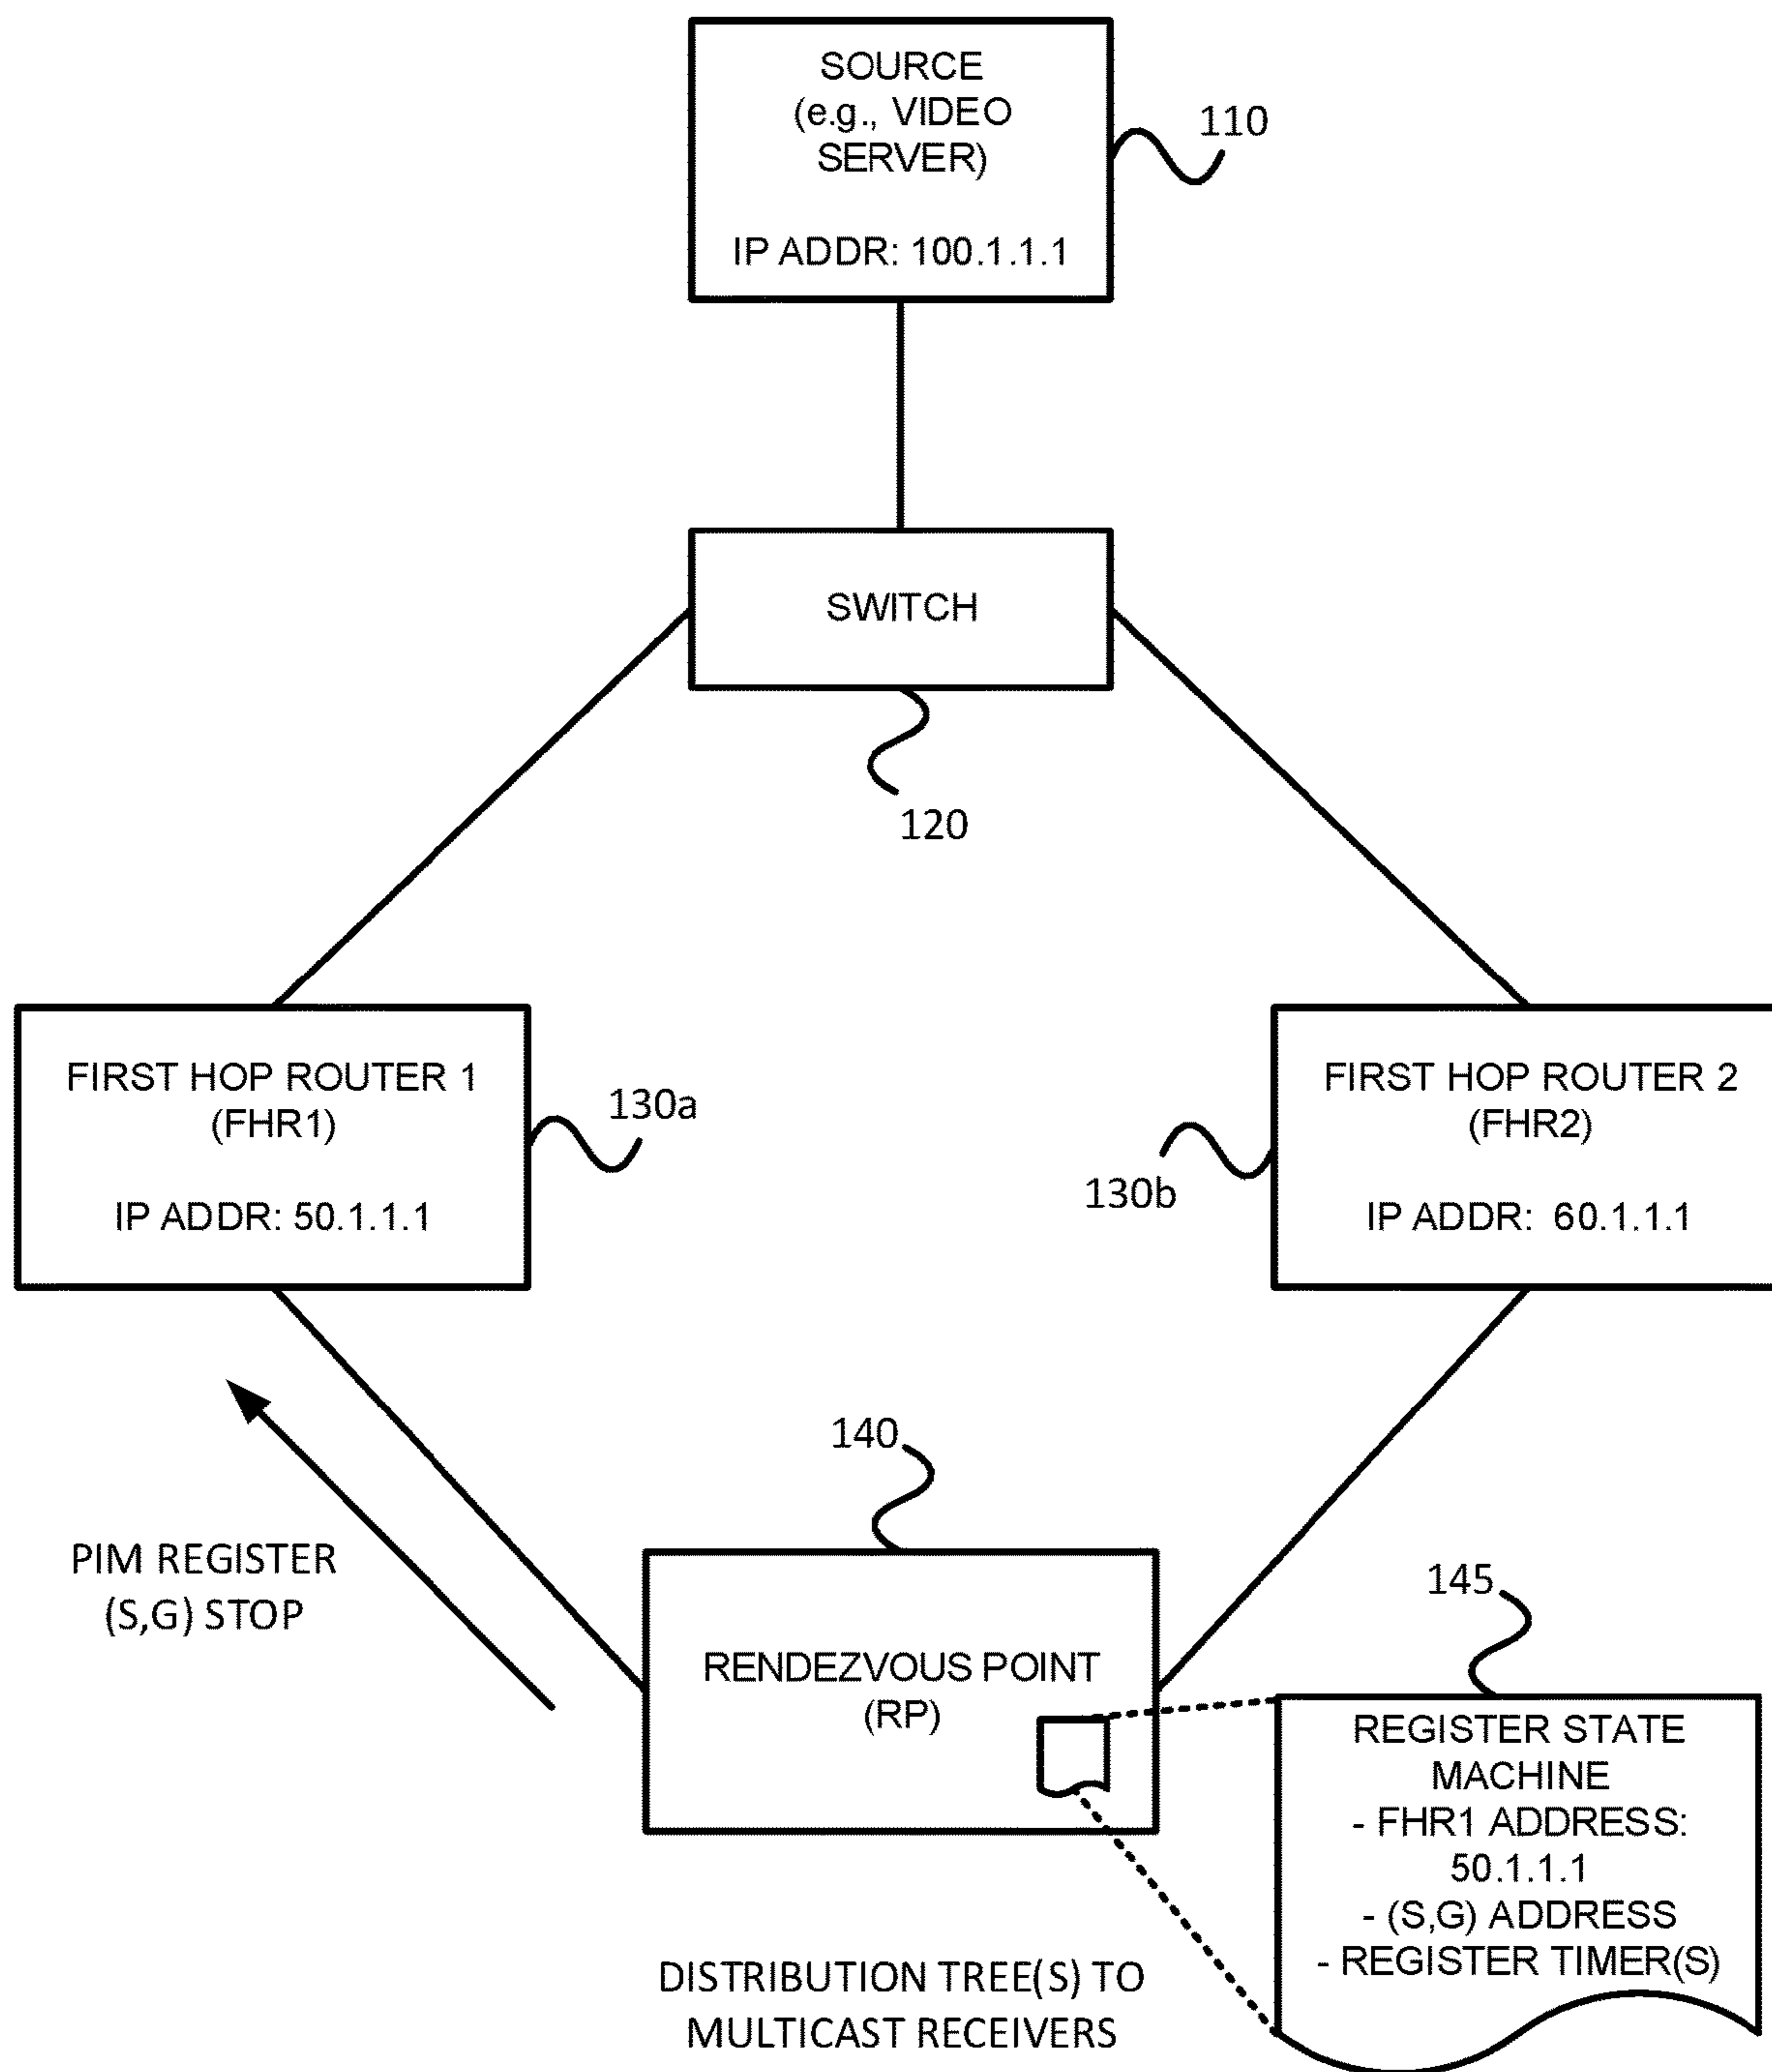 SOURCE
(e.g., VIDEO
SERVER)
IP ADDR: 100.1.1.1
110
SWITCH
120
FIRST HOP ROUTER 1
(FHR1)
IP ADDR: 50.1.1.1
130a
FIRST HOP ROUTER 2
(FHR2)
IP ADDR: 60.1.1.1
130b
PIM REGISTER
(S,G) STOP
140
RENDEZVOUS POINT
(RP)
145
REGISTER STATE
MACHINE
- FHR1 ADDRESS:
50.1.1.1
- (S,G) ADDRESS
- REGISTER TIMER(S)
DISTRIBUTION TREE(S) TO
MULTICAST RECEIVERS